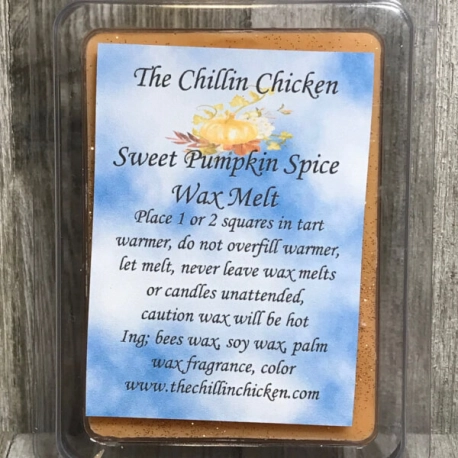 The Chillin Chicken
Sweet Pumpkin Spice
Wax Melt
Place 1 or 2 squares in tart
warmer, do not overfill warmer,
let melt, never leave wax melts
or candles unattended,
caution wax will be hot
Ing; bees wax, soy wax, palm
wax fragrance, color
www.thechillinchicken.com